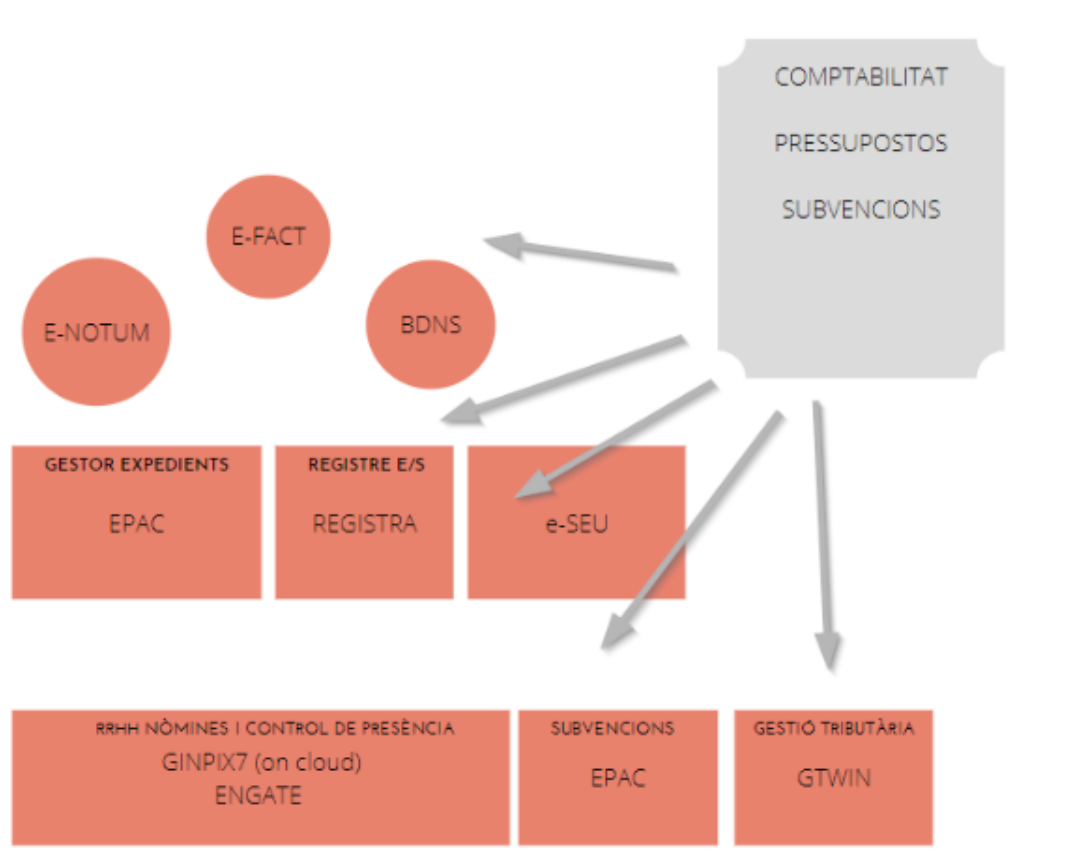 COMPTABILITAT
PRESSUPOSTOS
SUBVENCIONS
E-FACT
E-NOTUM
BDNS
GESTOR EXPEDIENTS
EPAC
REGISTRE E/S
REGISTRA
e-SEU
RRHH NÒMINES I CONTROL DE PRESÈNCIA
GINPIX7 (on cloud)
ENGATE
SUBVENCIONS
EPAC
GESTIÓ TRIBUTÀRIA
GTWIN